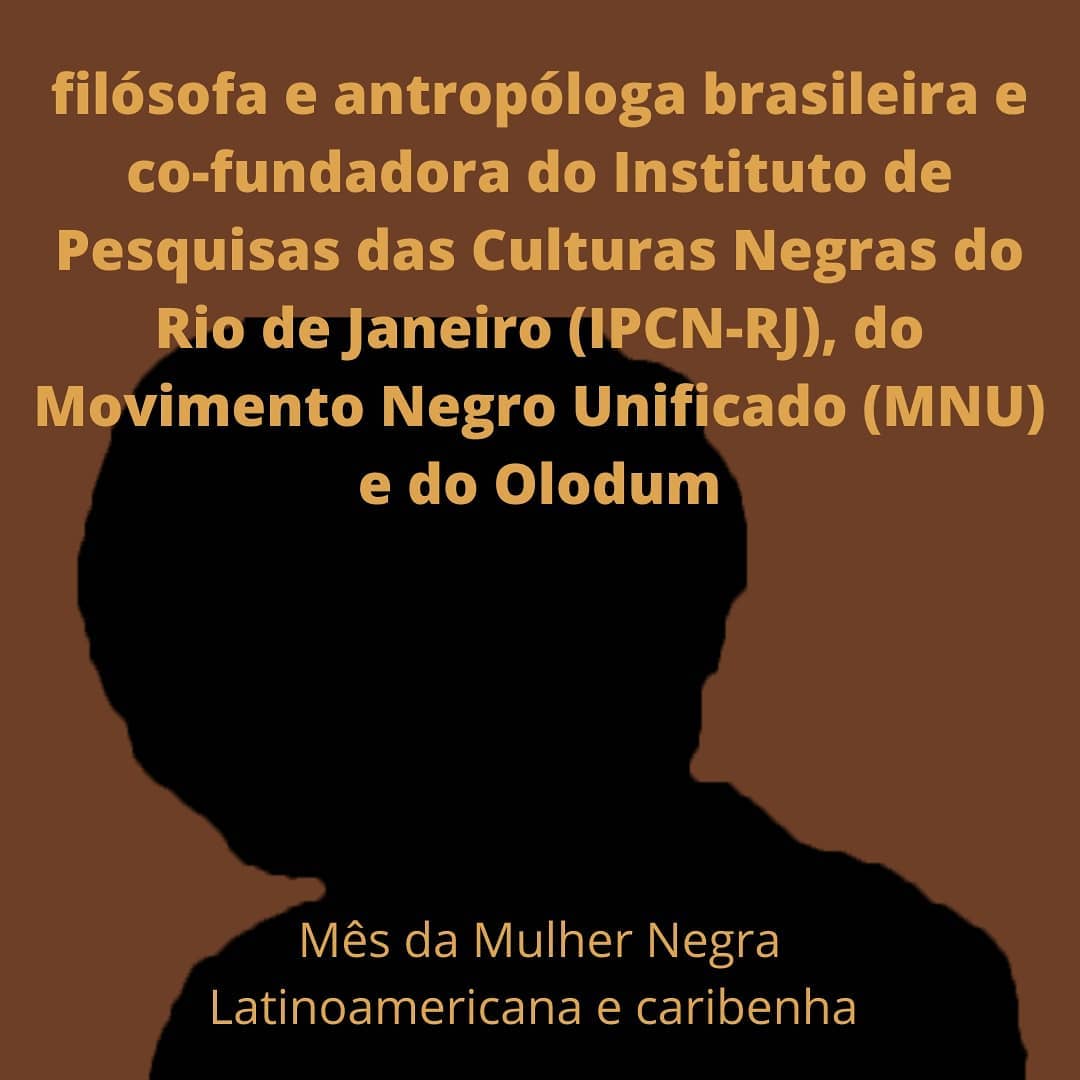 filósofa e antropóloga brasileira e
co-fundadora do Instituto de
Pesquisas das Culturas Negras do
Rio de Janeiro (IPCN-RJ), do
Movimento Negro Unificado (MNU)
e do Olodum
Mês da Mulher Negra
Latinoamericana e caribenha